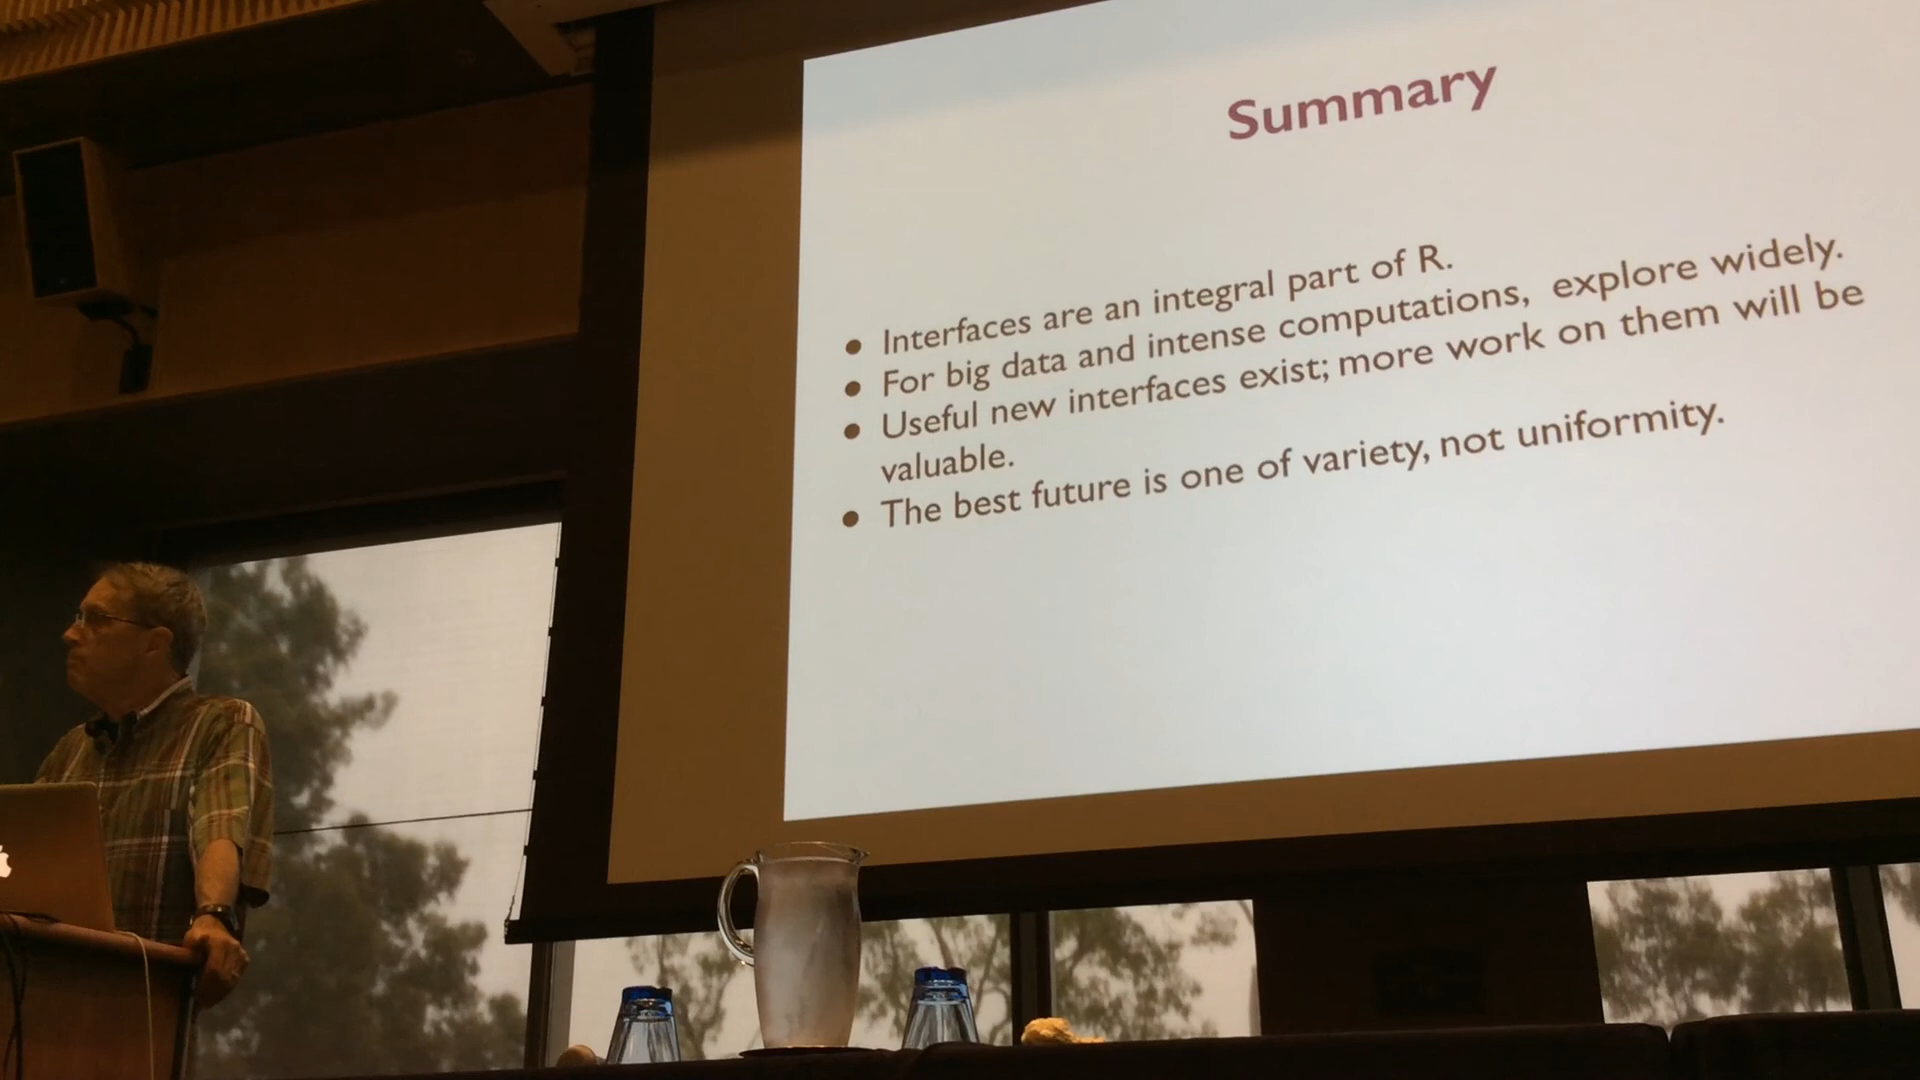 Summary
● Interfaces are an integral part of R.
● For big data and intense computations, explore widely.
● Useful new interfaces exist; more work on them will be
valuable.
● The best future is one of variety, not uniformity.